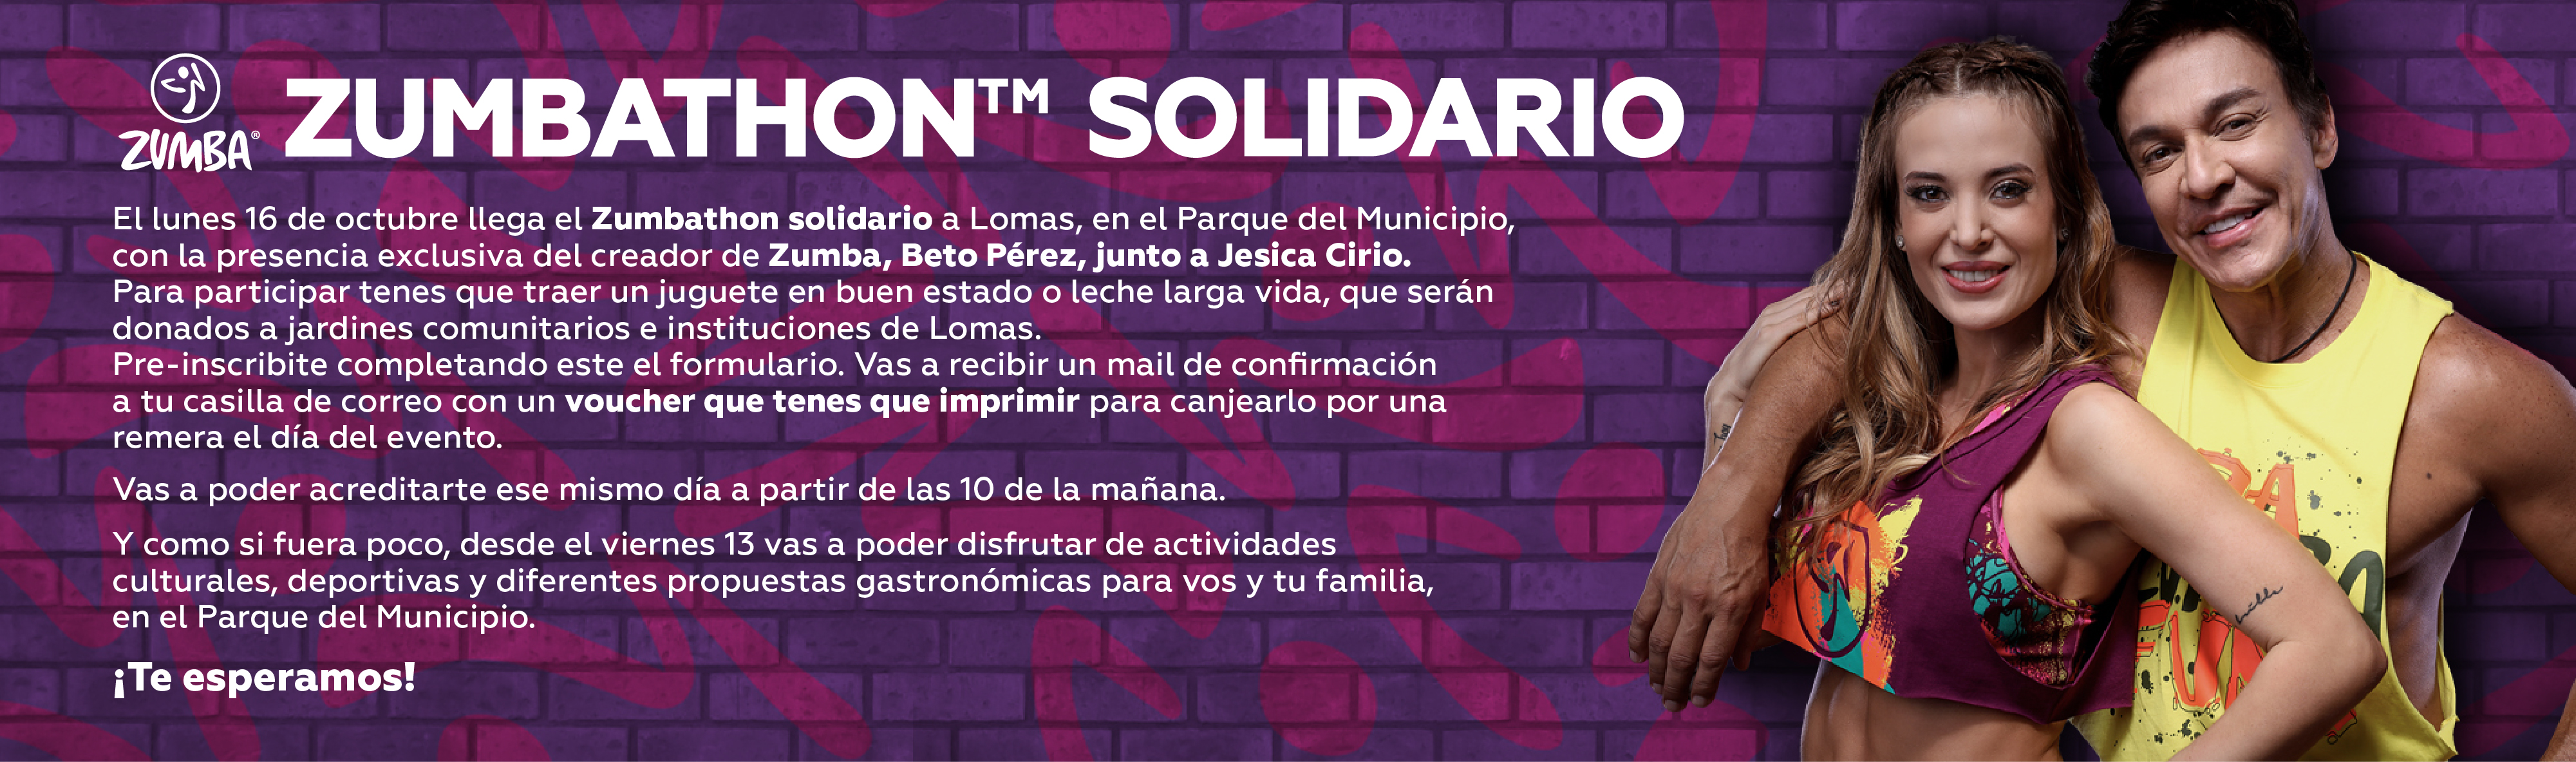 ZUMBA®
ZUMBATHON™ SOLIDARIO
El lunes 16 de octubre llega el Zumbathon solidario a Lomas, en el Parque del Municipio,
con la presencia exclusiva del creador de Zumba, Beto Pérez, junto a Jesica Cirio.
Para participar tenes que traer un juguete en buen estado o leche larga vida, que serán
donados a jardines comunitarios e instituciones de Lomas.
Pre-inscribite completando este el formulario. Vas a recibir un mail de confirmación
a tu casilla de correo con un voucher que tenes que imprimir para canjearlo por una
remera el día del evento.
Vas a poder acreditarte ese mismo día a partir de las 10 de la mañana.
Y como si fuera poco, desde el viernes 13 vas a poder disfrutar de actividades
culturales, deportivas y diferentes propuestas gastronómicas para vos y tu familia,
en el Parque del Municipio.
¡Te esperamos!